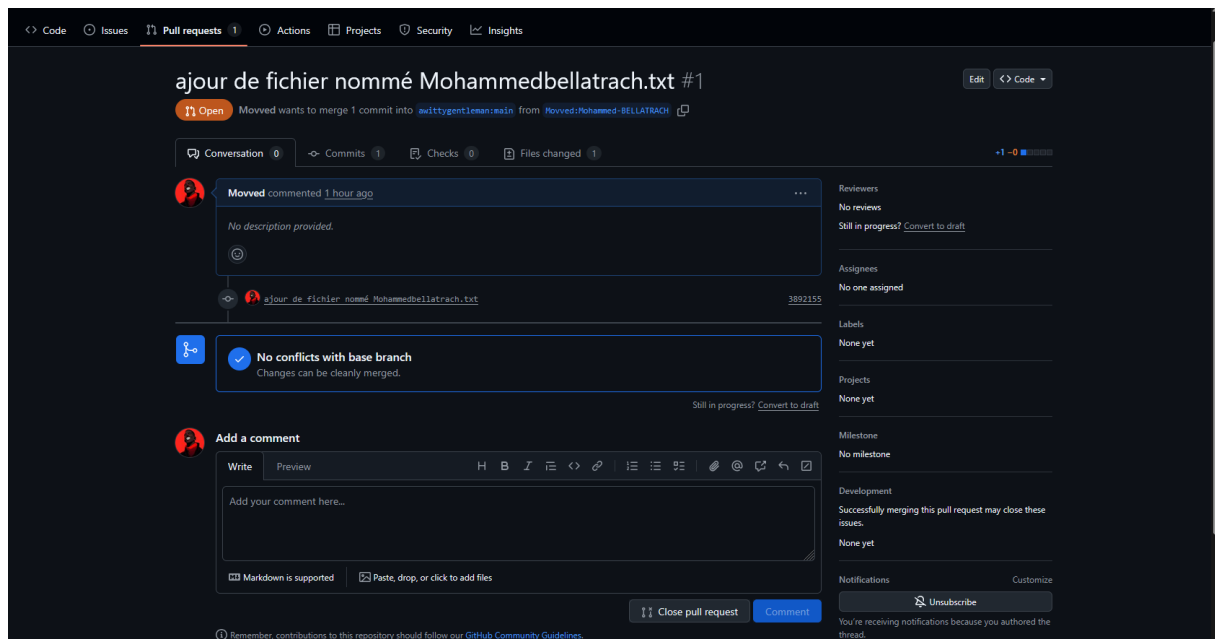 Code Issues Pull requests 1 Actions Projects Security Insights
ajour de fichier nommé Mohammedbellatrach.txt #1
Edit Code
Open Movved wants to merge 1 commit into awittygentleman:main from Movved:Mohammed-BELLATRACH
Conversation 0 Commits 1 Checks 0 Files changed 1
+1 −0
Movved commented 1 hour ago
No description provided.
ajour de fichier nommé Mohammedbellatrach.txt 3892155
No conflicts with base branch
Changes can be cleanly merged.
Still in progress? Convert to draft
Add a comment
Write Preview
Add your comment here...
Markdown is supported Paste, drop, or click to add files
Close pull request Comment
Remember, contributions to this repository should follow our GitHub Community Guidelines.
Reviewers
No reviews
Still in progress? Convert to draft
Assignees
No one assigned
Labels
None yet
Projects
None yet
Milestone
No milestone
Development
Successfully merging this pull request may close these
issues.
None yet
Notifications Customize
Unsubscribe
You're receiving notifications because you authored the
thread.